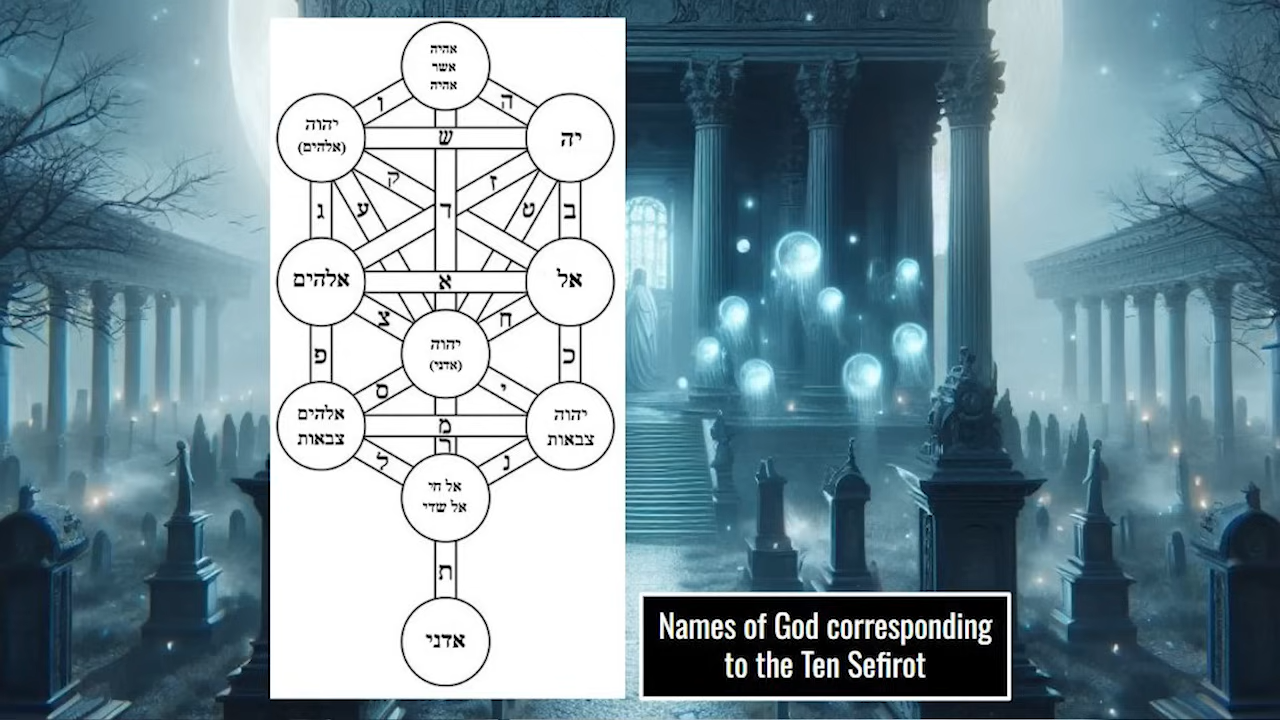 אהיה
אשר
אהיה
ו
ה
יהוה
(אלהים)
ש
יה
ק
ז
ג
ע
ד
ט
ב
אלהים
א
אל
צ
ח
יהוה
(אדני)
פ
כ
ס
י
אלהים
צבאות
מ
ר
יהוה
צבאות
ל
נ
אל חי
אל שדי
ת
אדני
Names of God corresponding
to the Ten Sefirot